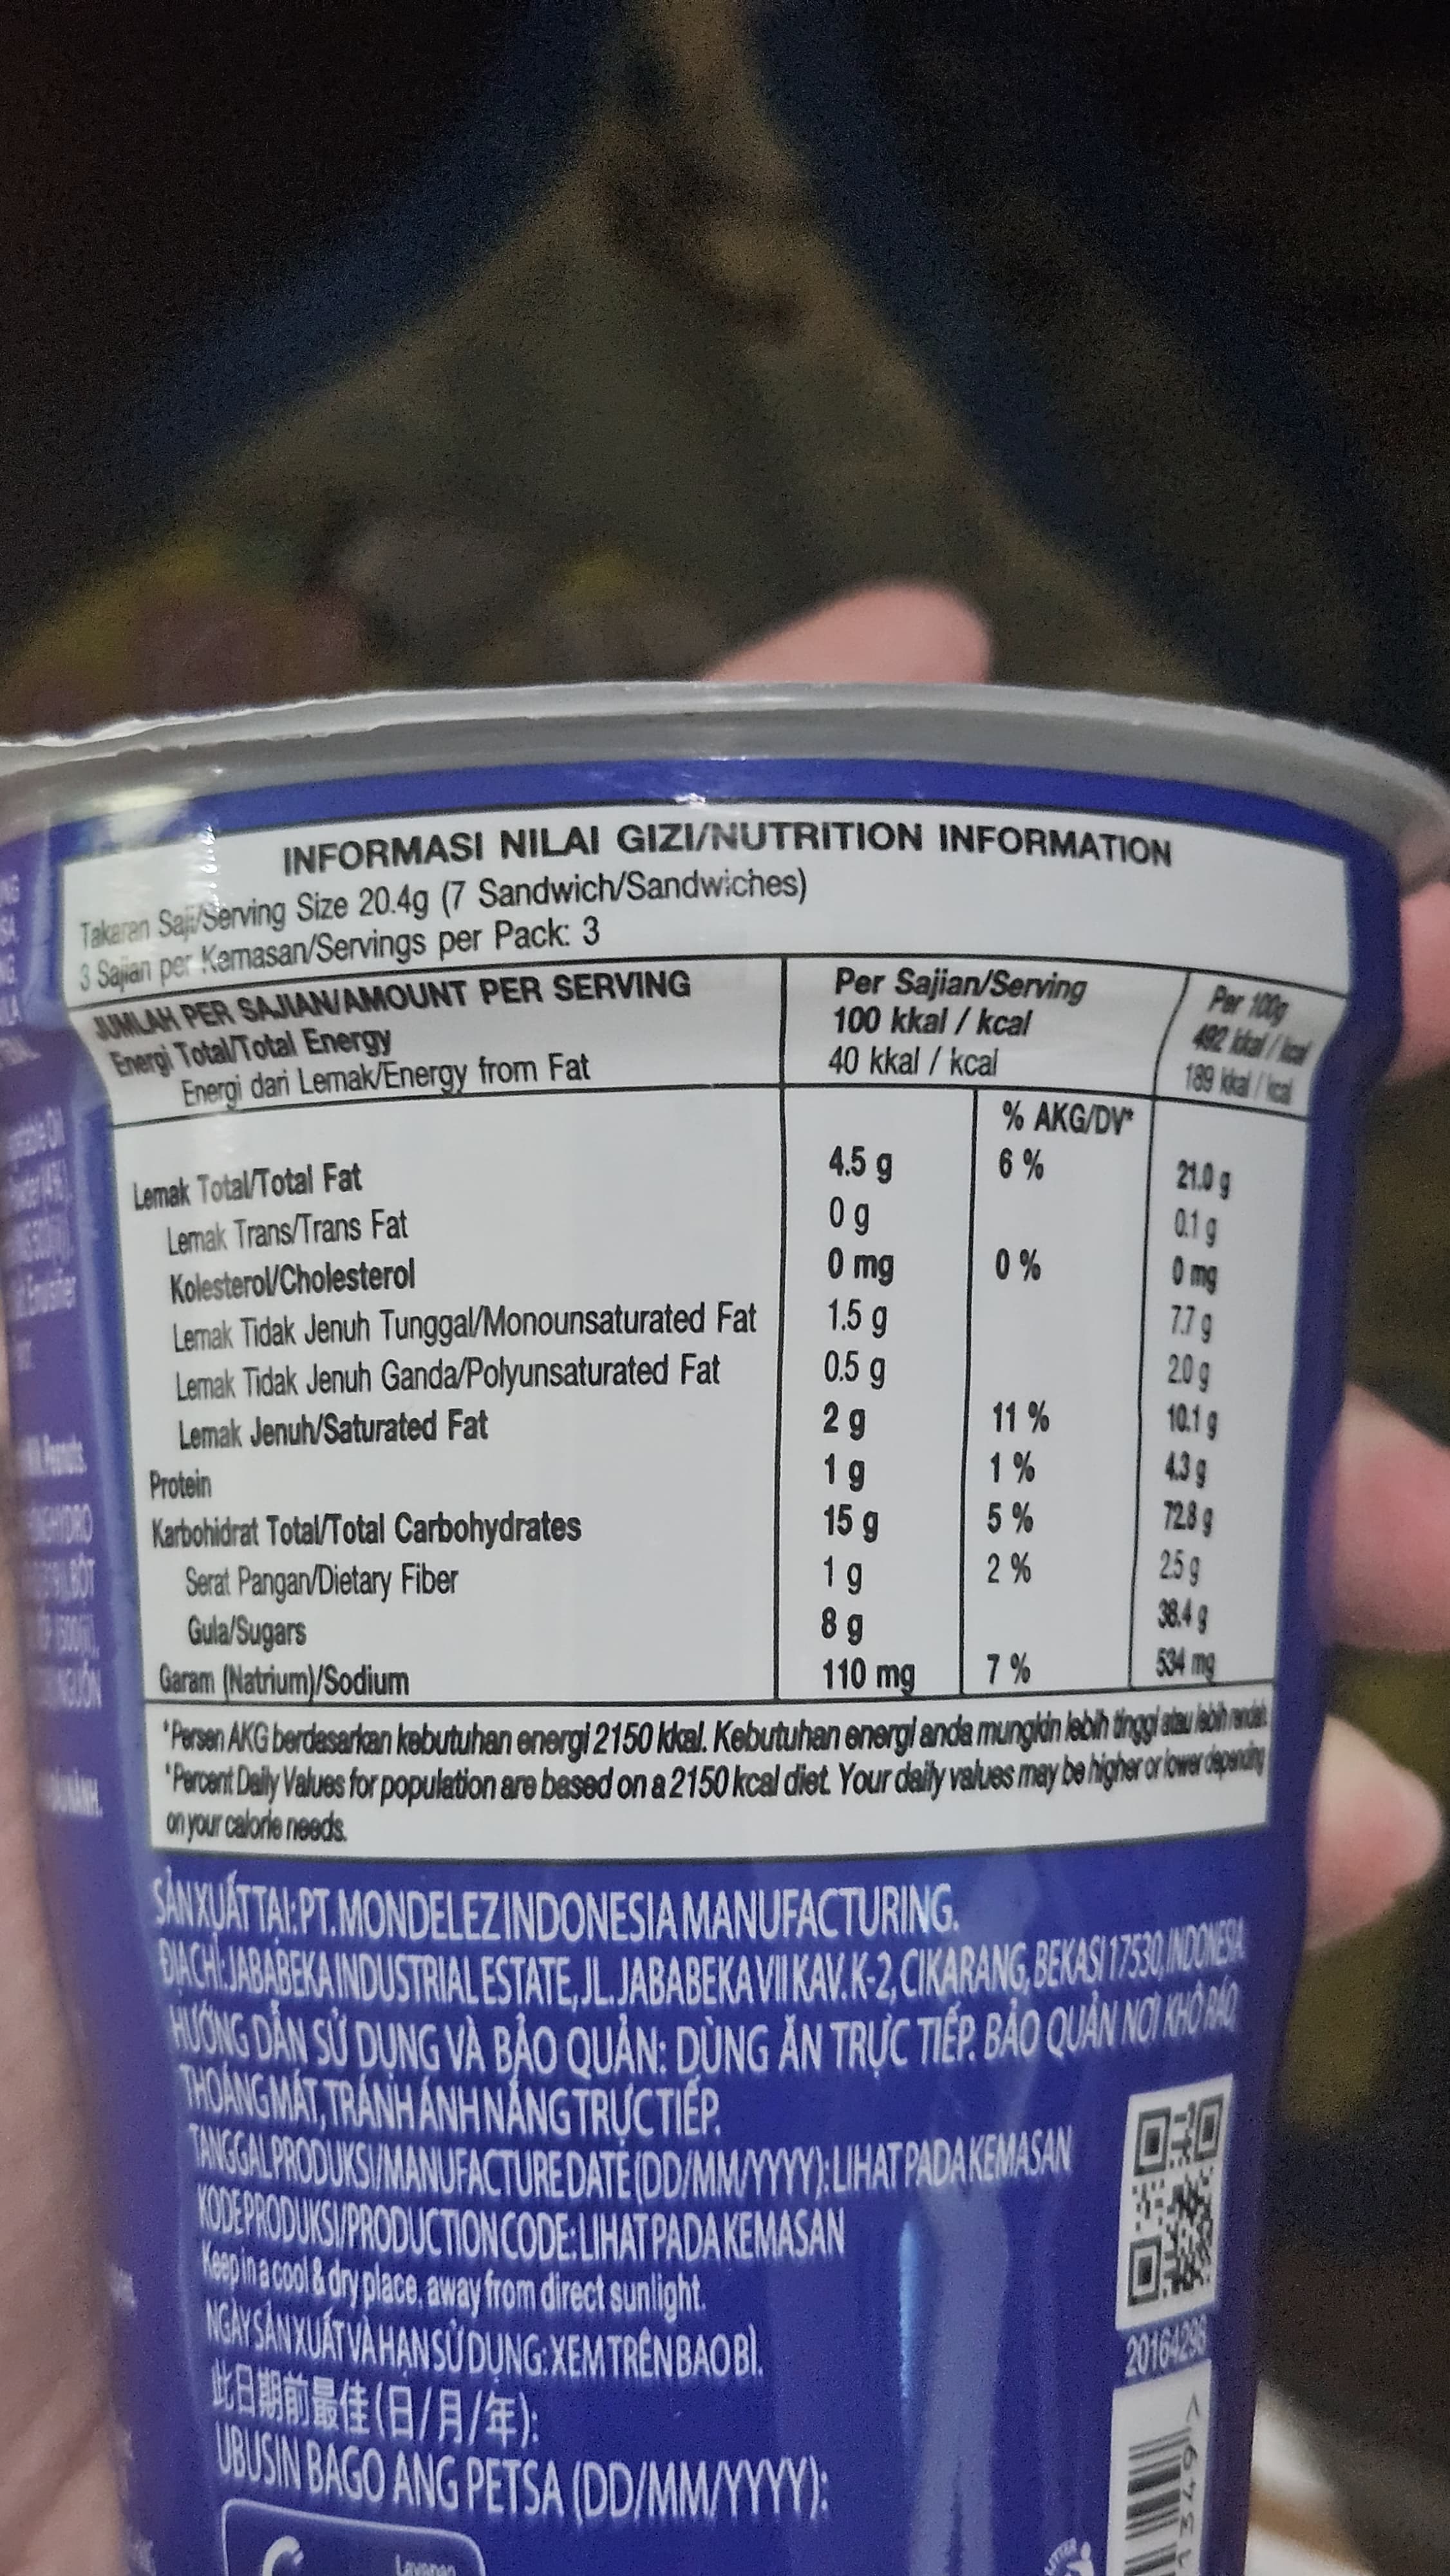 INFORMASI NILAI GIZI/NUTRITION INFORMATION
Takaran Saji/Serving Size 20.4g (7 Sandwich/Sandwiches)
3 Sajian per Kemasan/Servings per Pack: 3
JUMLAH PER SAJIAN/AMOUNT PER SERVING Per Sajian/Serving Per 100g
Energi Total/Total Energy 100 kkal / kcal 492 kkal / kcal
Energi dari Lemak/Energy from Fat 40 kkal / kcal 189 kkal / kcal
% AKG/DV*
Lemak Total/Total Fat 4.5 g 6 % 21.0 g
Lemak Trans/Trans Fat 0 g 0.1 g
Kolesterol/Cholesterol 0 mg 0 % 0 mg
Lemak Tidak Jenuh Tunggal/Monounsaturated Fat 1.5 g 7.7 g
Lemak Tidak Jenuh Ganda/Polyunsaturated Fat 0.5 g 2.0 g
Lemak Jenuh/Saturated Fat 2 g 11 % 10.1 g
Protein 1 g 1 % 4.3 g
Karbohidrat Total/Total Carbohydrates 15 g 5 % 72.8 g
Serat Pangan/Dietary Fiber 1 g 2 % 2.5 g
Gula/Sugars 8 g 38.4 g
Garam (Natrium)/Sodium 110 mg 7 % 534 mg
*Persen AKG berdasarkan kebutuhan energi 2150 kkal. Kebutuhan energi anda mungkin lebih tinggi atau lebih rendah.
*Percent Daily Values for population are based on a 2150 kcal diet. Your daily values may be higher or lower depending
on your calorie needs.
SẢN XUẤT TẠI: PT. MONDELEZ INDONESIA MANUFACTURING.
ĐỊA CHỈ: JABABEKA INDUSTRIAL ESTATE, JL. JABABEKA VII KAV. K-2, CIKARANG, BEKASI 17530, INDONESIA
HƯỚNG DẪN SỬ DỤNG VÀ BẢO QUẢN: DÙNG ĂN TRỰC TIẾP. BẢO QUẢN NƠI KHÔ RÁO,
THOÁNG MÁT, TRÁNH ÁNH NẮNG TRỰC TIẾP.
TANGGAL PRODUKSI/MANUFACTURE DATE (DD/MM/YYYY): LIHAT PADA KEMASAN
KODE PRODUKSI/PRODUCTION CODE: LIHAT PADA KEMASAN
Keep in a cool & dry place, away from direct sunlight.
NGÀY SẢN XUẤT VÀ HẠN SỬ DỤNG: XEM TRÊN BAO BÌ.
此日期前最佳(日/月/年):
UBUSIN BAGO ANG PETSA (DD/MM/YYYY):
20164296
Layanan